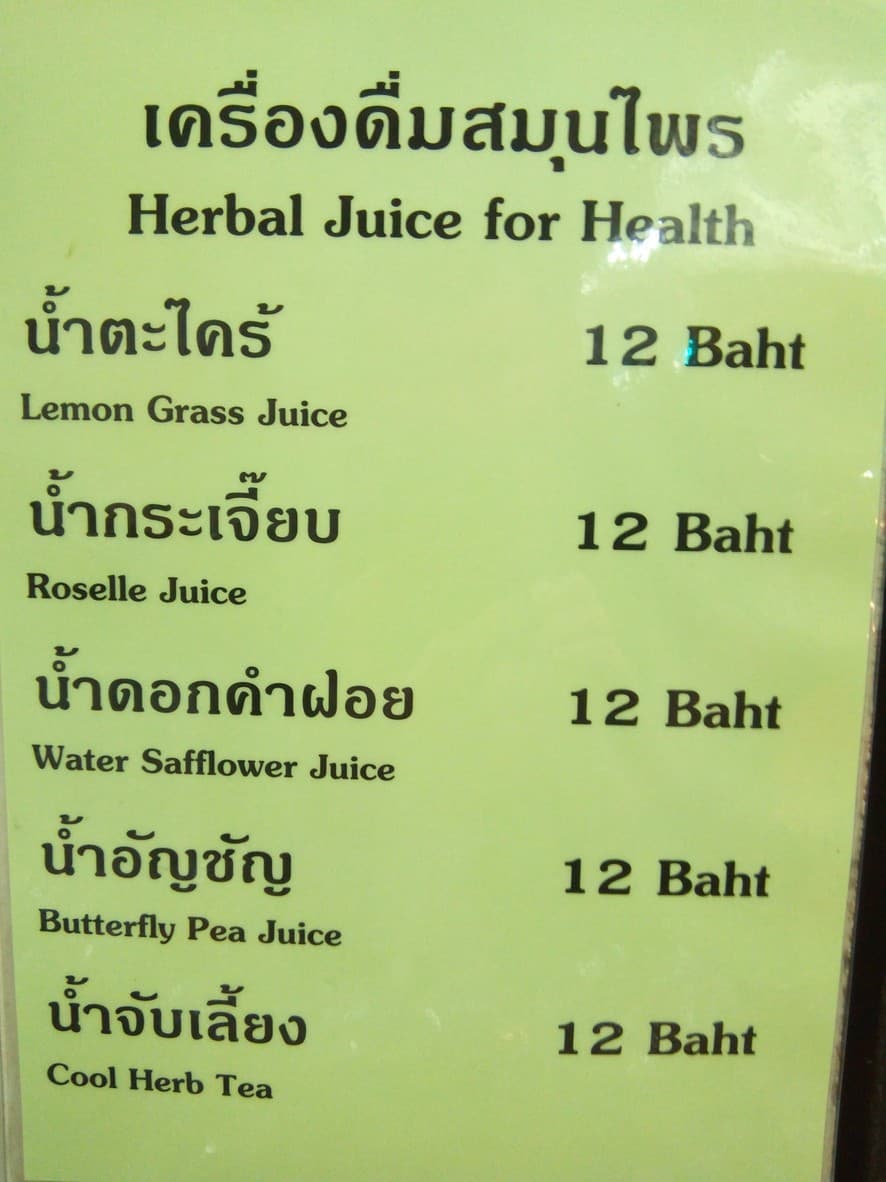 เครื่องดื่มสมุนไพร
Herbal Juice for Health
น้ำตะไคร้ 12 Baht
Lemon Grass Juice
น้ำกระเจี๊ยบ 12 Baht
Roselle Juice
น้ำดอกคำฝอย 12 Baht
Water Safflower Juice
น้ำอัญชัญ 12 Baht
Butterfly Pea Juice
น้ำจับเลี้ยง 12 Baht
Cool Herb Tea